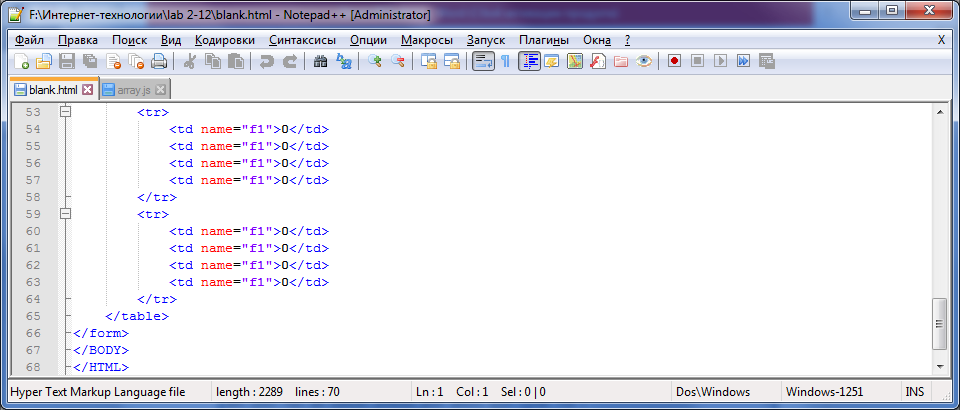 F:\Интернет-технологии\lab 2-12\blank.html - Notepad++ [Administrator]
Файл Правка Поиск Вид Кодировки Синтаксисы Опции Макросы Запуск Плагины Окна ? X
blank.html array.js
53 <tr>
54 <td name="f1">0</td>
55 <td name="f1">0</td>
56 <td name="f1">0</td>
57 <td name="f1">0</td>
58 </tr>
59 <tr>
60 <td name="f1">0</td>
61 <td name="f1">0</td>
62 <td name="f1">0</td>
63 <td name="f1">0</td>
64 </tr>
65 </table>
66 </form>
67 </BODY>
68 </HTML>
Hyper Text Markup Language file length : 2289 lines : 70 Ln : 1 Col : 1 Sel : 0 | 0 Dos\Windows Windows-1251 INS